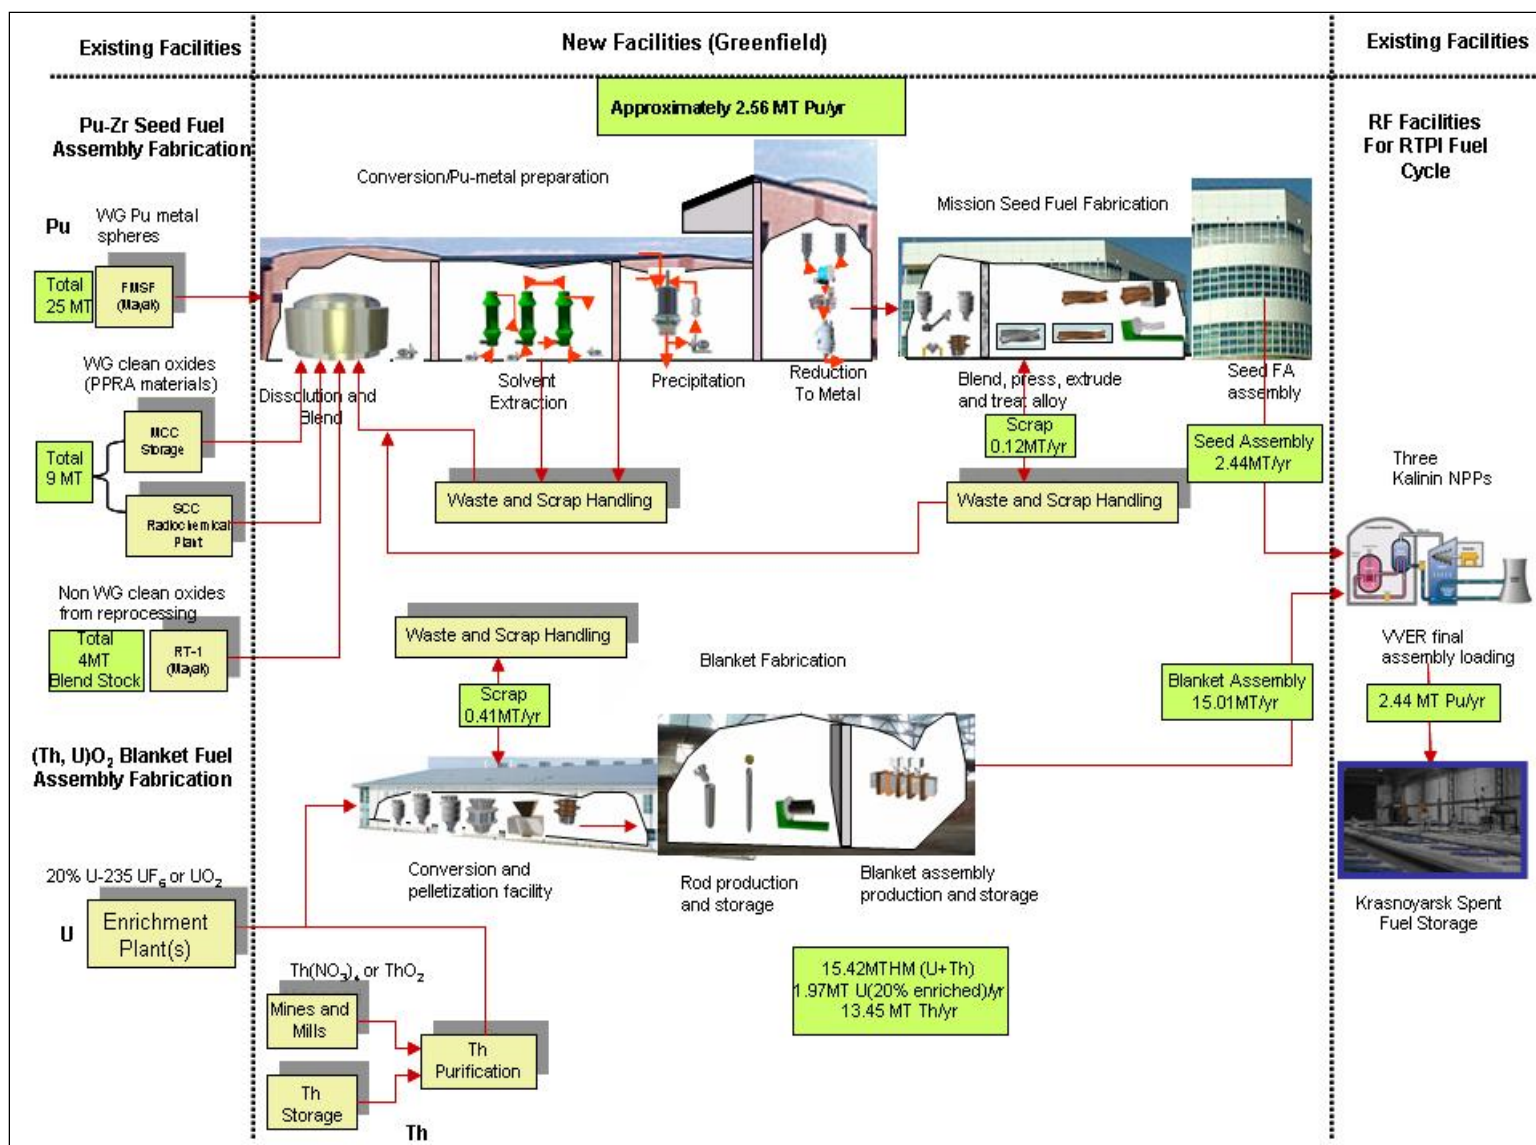 Existing Facilities
New Facilities (Greenfield)
Existing Facilities
Approximately 2.56 MT Pu/yr
Pu-Zr Seed Fuel
Assembly Fabrication
RF Facilities
For RTPI Fuel
Cycle
Conversion/Pu-metal preparation
Mission Seed Fuel Fabrication
Pu
WG Pu metal
spheres
Total
25 MT
FMSF
(Mayak)
WG clean oxides
(PPRA materials)
Dissolution and
Blend
Solvent
Extraction
Precipitation
Reduction
To Metal
Blend, press, extrude
and treat alloy
Seed FA
assembly
Scrap
0.12MT/yr
Seed Assembly
2.44MT/yr
Total
9 MT
MCC
Storage
SCC
Radiochemical
Plant
Waste and Scrap Handling
Waste and Scrap Handling
Three
Kalinin NPPs
Non WG clean oxides
from reprocessing
Total
4MT
Blend Stock
RT-1
(Mayak)
Waste and Scrap Handling
Scrap
0.41MT/yr
Blanket Fabrication
Blanket Assembly
15.01MT/yr
VVER final
assembly loading
2.44 MT Pu/yr
(Th, U)O₂ Blanket Fuel
Assembly Fabrication
Conversion and
pelletization facility
Rod production
and storage
Blanket assembly
production and storage
Krasnoyarsk Spent
Fuel Storage
20% U-235 UF₆ or UO₂
U
Enrichment
Plant(s)
Th(NO₃)₄ or ThO₂
Mines and
Mills
Th
Purification
Th
Storage
Th
15.42MTHM (U+Th)
1.97MT U(20% enriched)/yr
13.45 MT Th/yr